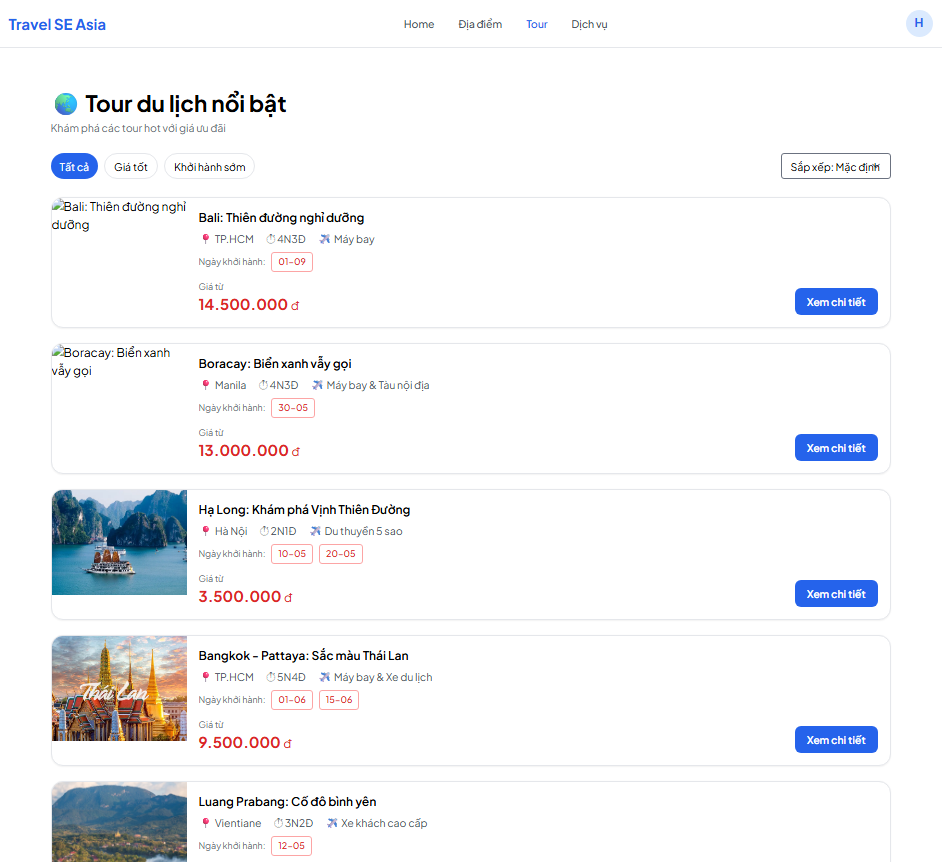 Travel SE Asia
Home Địa điểm Tour Dịch vụ
H
Tour du lịch nổi bật
Khám phá các tour hot với giá ưu đãi
Tất cả Giá tốt Khởi hành sớm
Sắp xếp: Mặc định
Bali: Thiên đường nghỉ dưỡng
Bali: Thiên đường nghỉ dưỡng
TP.HCM 4N3Đ Máy bay
Ngày khởi hành: 01-09
Giá từ
14.500.000 đ
Xem chi tiết
Boracay: Biển xanh vẫy gọi
Boracay: Biển xanh vẫy gọi
Manila 4N3Đ Máy bay & Tàu nội địa
Ngày khởi hành: 30-05
Giá từ
13.000.000 đ
Xem chi tiết
Hạ Long: Khám phá Vịnh Thiên Đường
Hà Nội 2N1Đ Du thuyền 5 sao
Ngày khởi hành: 10-05 20-05
Giá từ
3.500.000 đ
Xem chi tiết
Thái Lan
Bangkok - Pattaya: Sắc màu Thái Lan
TP.HCM 5N4Đ Máy bay & Xe du lịch
Ngày khởi hành: 01-06 15-06
Giá từ
9.500.000 đ
Xem chi tiết
Luang Prabang: Cố đô bình yên
Vientiane 3N2Đ Xe khách cao cấp
Ngày khởi hành: 12-05